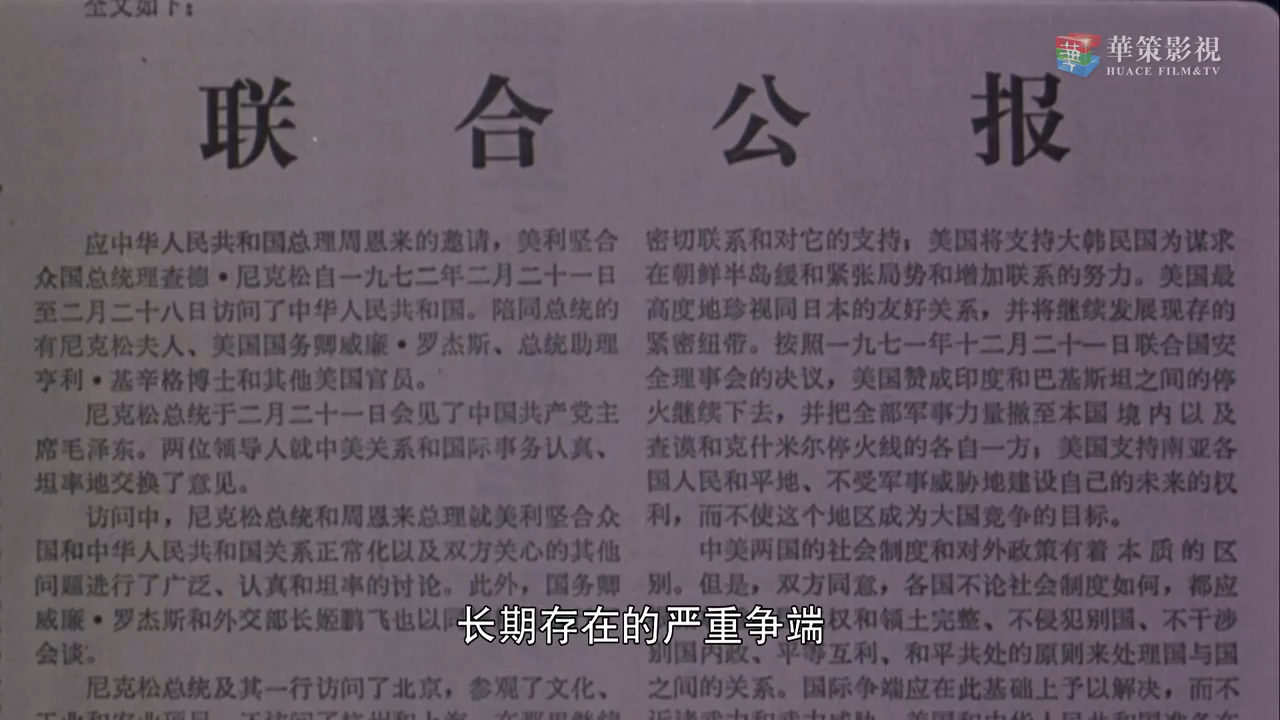 全文如下：
華策影視
HUACE FILM&TV
联合公报
应中华人民共和国总理周恩来的邀请，美利坚合
众国总统理查德·尼克松自一九七二年二月二十一日
至二月二十八日访问了中华人民共和国。陪同总统的
有尼克松夫人、美国国务卿威廉·罗杰斯、总统助理
亨利·基辛格博士和其他美国官员。
尼克松总统于二月二十一日会见了中国共产党主
席毛泽东。两位领导人就中美关系和国际事务认真、
坦率地交换了意见。
访问中，尼克松总统和周恩来总理就美利坚合众
国和中华人民共和国关系正常化以及双方关心的其他
问题进行了广泛、认真和坦率的讨论。此外，国务卿
威廉·罗杰斯和外交部长姬鹏飞也以同
会谈。
尼克松总统及其一行访问了北京，参观了文化、
密切联系和对它的支持；美国将支持大韩民国为谋求
在朝鲜半岛缓和紧张局势和增加联系的努力。美国最
高度地珍视同日本的友好关系，并将继续发展现存的
紧密纽带。按照一九七一年十二月二十一日联合国安
全理事会的决议，美国赞成印度和巴基斯坦之间的停
火继续下去，并把全部军事力量撤至本国境内以及
查谟和克什米尔停火线的各自一方；美国支持南亚各
国人民和平地、不受军事威胁地建设自己的未来的权
利，而不使这个地区成为大国竞争的目标。
中美两国的社会制度和对外政策有着本质的区
别。但是，双方同意，各国不论社会制度如何，都应
权和领土完整、不侵犯别国、不干涉
别国内政、平等互利、和平共处的原则来处理国与国
之间的关系。国际争端应在此基础上予以解决，而不
长期存在的严重争端